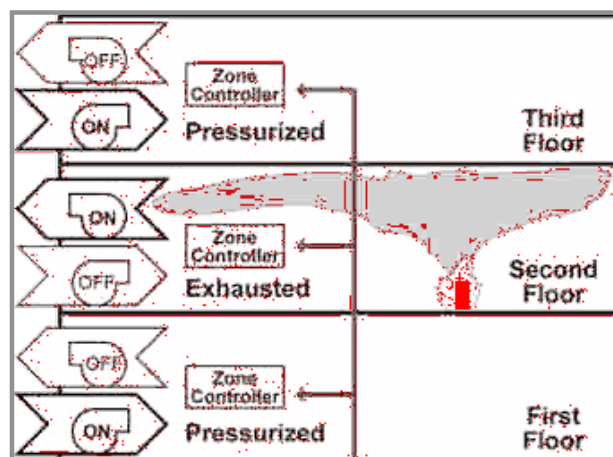 OFF
Zone
Controller
ON
Pressurized
Third
Floor
ON
Zone
Controller
OFF
Exhausted
Second
Floor
OFF
Zone
Controller
ON
Pressurized
First
Floor